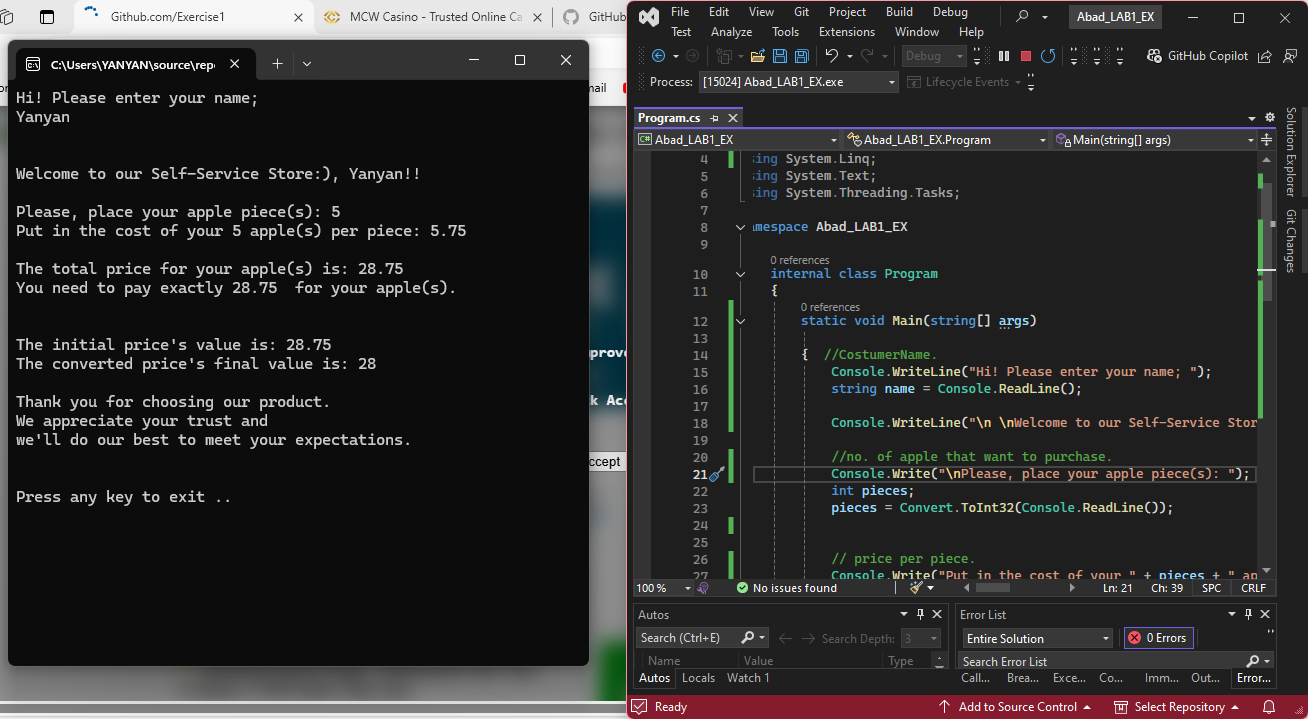 Github.com/Exercise1
MCW Casino - Trusted Online Ca
GitHub
C:\Users\YANYAN\source\repo
Hi! Please enter your name;
Yanyan
Welcome to our Self-Service Store:), Yanyan!!
Please, place your apple piece(s): 5
Put in the cost of your 5 apple(s) per piece: 5.75
The total price for your apple(s) is: 28.75
You need to pay exactly 28.75  for your apple(s).
The initial price's value is: 28.75
The converted price's final value is: 28
Thank you for choosing our product.
We appreciate your trust and
we'll do our best to meet your expectations.
Press any key to exit ..
File Edit View Git Project Build Debug
Test Analyze Tools Extensions Window Help
Abad_LAB1_EX
Debug
GitHub Copilot
Process: [15024] Abad_LAB1_EX.exe
Lifecycle Events
Program.cs
Abad_LAB1_EX
Abad_LAB1_EX.Program
Main(string[] args)
4 sing System.Linq;
5 sing System.Text;
6 sing System.Threading.Tasks;
7
8 mespace Abad_LAB1_EX
9
0 references
10 internal class Program
11 {
0 references
12 static void Main(string[] args)
13
14 { //CostumerName.
15 Console.WriteLine("Hi! Please enter your name; ");
16 string name = Console.ReadLine();
17
18 Console.WriteLine("\n \nWelcome to our Self-Service Stor
19
20 //no. of apple that want to purchase.
21 Console.Write("\nPlease, place your apple piece(s): ");
22 int pieces;
23 pieces = Convert.ToInt32(Console.ReadLine());
24
25
26 // price per piece.
27 Console.Write("Put in the cost of your " + pieces + " ap
Solution Explorer
Git Changes
100 %
No issues found
Ln: 21 Ch: 39 SPC CRLF
Autos
Search (Ctrl+E)
Search Depth: 3
Name Value Type
Autos Locals Watch 1
Error List
Entire Solution
0 Errors
Search Error List
Call... Brea... Exce... Co... Imm... Out... Error...
Ready
Add to Source Control
Select Repository